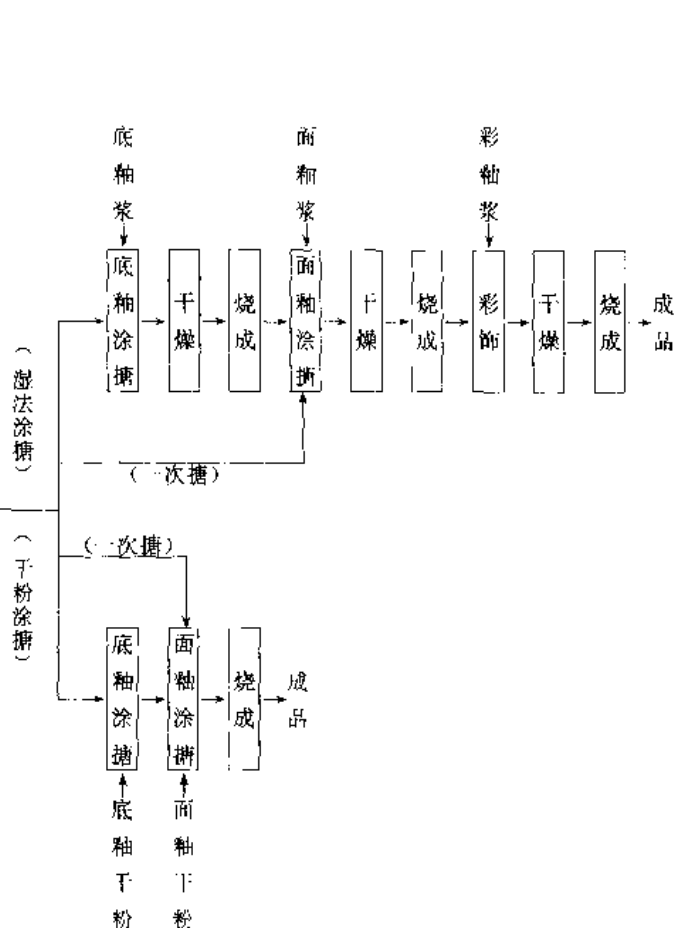 底釉浆
面釉浆
彩釉浆
底釉涂搪
干燥
烧成
面釉涂搪
干燥
烧成
彩饰
干燥
烧成
成品
(湿法涂搪)
(一次搪)
(干粉涂搪)
(一次搪)
底釉涂搪
面釉涂搪
烧成
成品
底釉干粉
面釉干粉